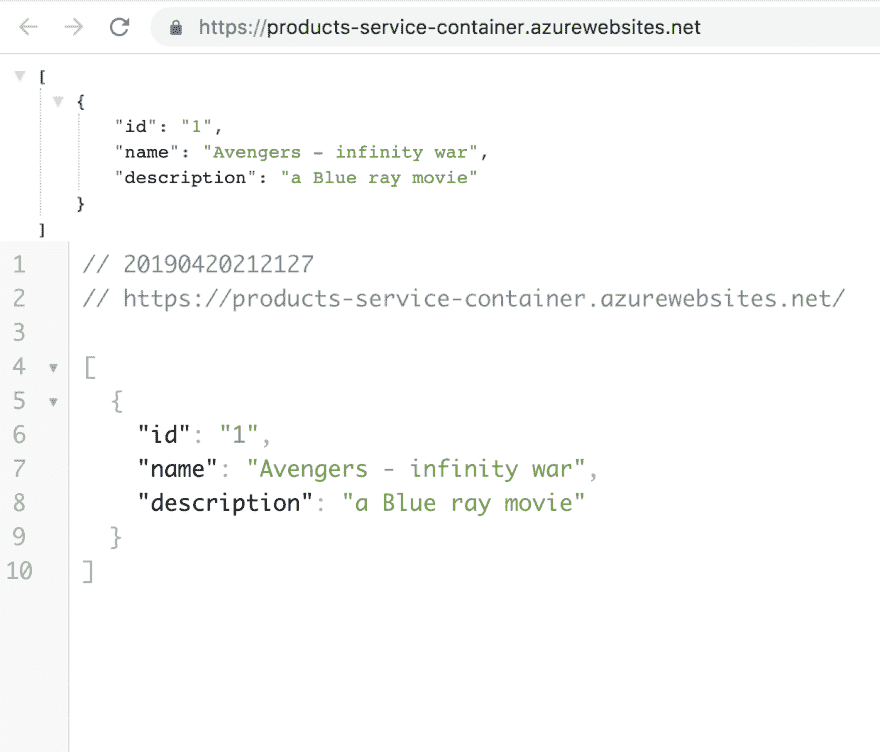 https://products-service-container.azurewebsites.net
[
{
"id": "1",
"name": "Avengers - infinity war",
"description": "a Blue ray movie"
}
]
1 // 20190420212127
2 // https://products-service-container.azurewebsites.net/
3
4 [
5 {
6 "id": "1",
7 "name": "Avengers - infinity war",
8 "description": "a Blue ray movie"
9 }
10 ]